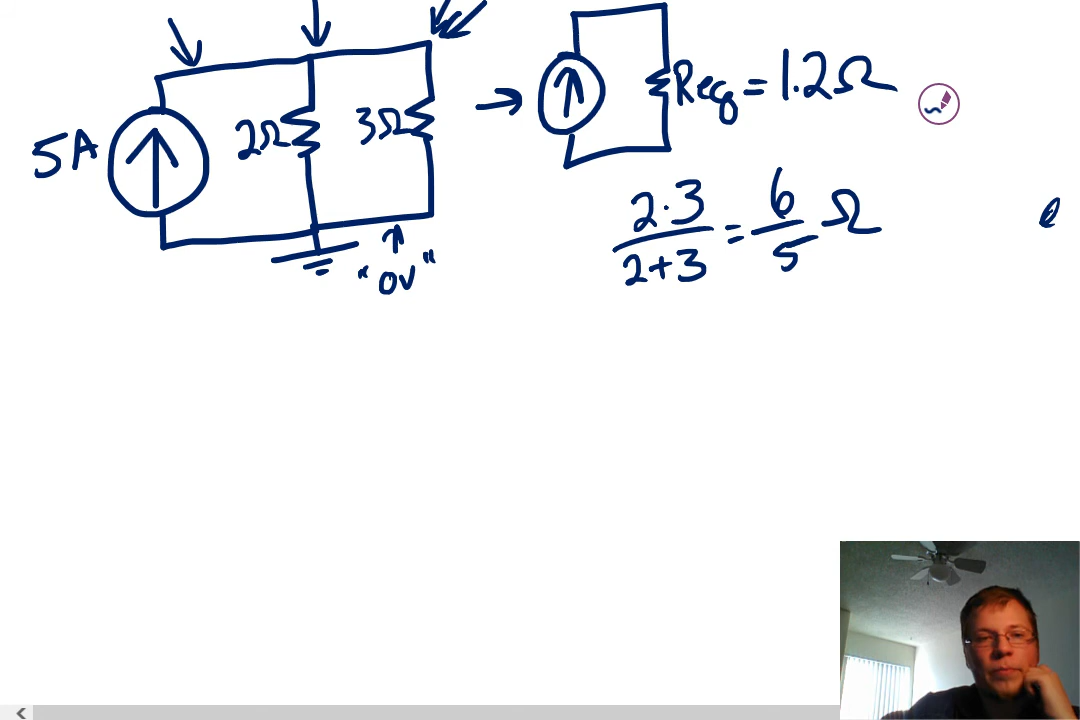 5A
2Ω
3Ω
"0V"
→
Req = 1.2Ω
2·3
2+3
=
6
5
Ω
e